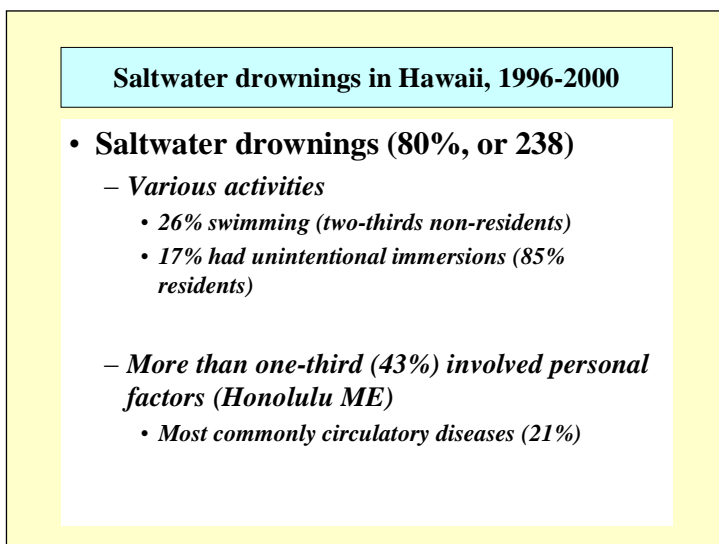 Saltwater drownings in Hawaii, 1996-2000
• Saltwater drownings (80%, or 238)
– Various activities
• 26% swimming (two-thirds non-residents)
• 17% had unintentional immersions (85%
residents)
– More than one-third (43%) involved personal
factors (Honolulu ME)
• Most commonly circulatory diseases (21%)